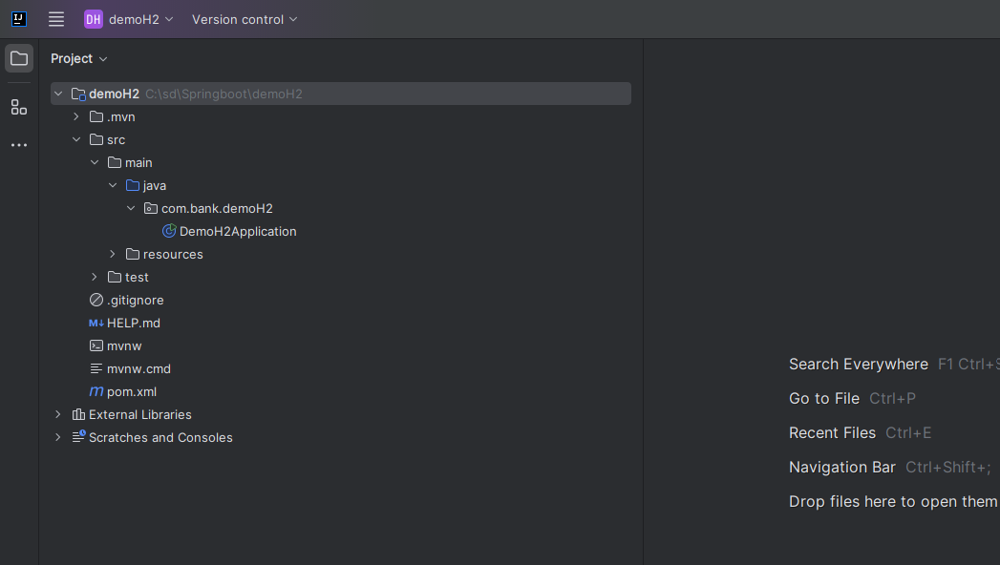 IJ
DH demoH2 Version control
Project
demoH2 C:\sd\Springboot\demoH2
.mvn
src
main
java
com.bank.demoH2
DemoH2Application
resources
test
.gitignore
M↓ HELP.md
mvnw
mvnw.cmd
m pom.xml
External Libraries
Scratches and Consoles
Search Everywhere F1 Ctrl+S
Go to File Ctrl+P
Recent Files Ctrl+E
Navigation Bar Ctrl+Shift+;
Drop files here to open them